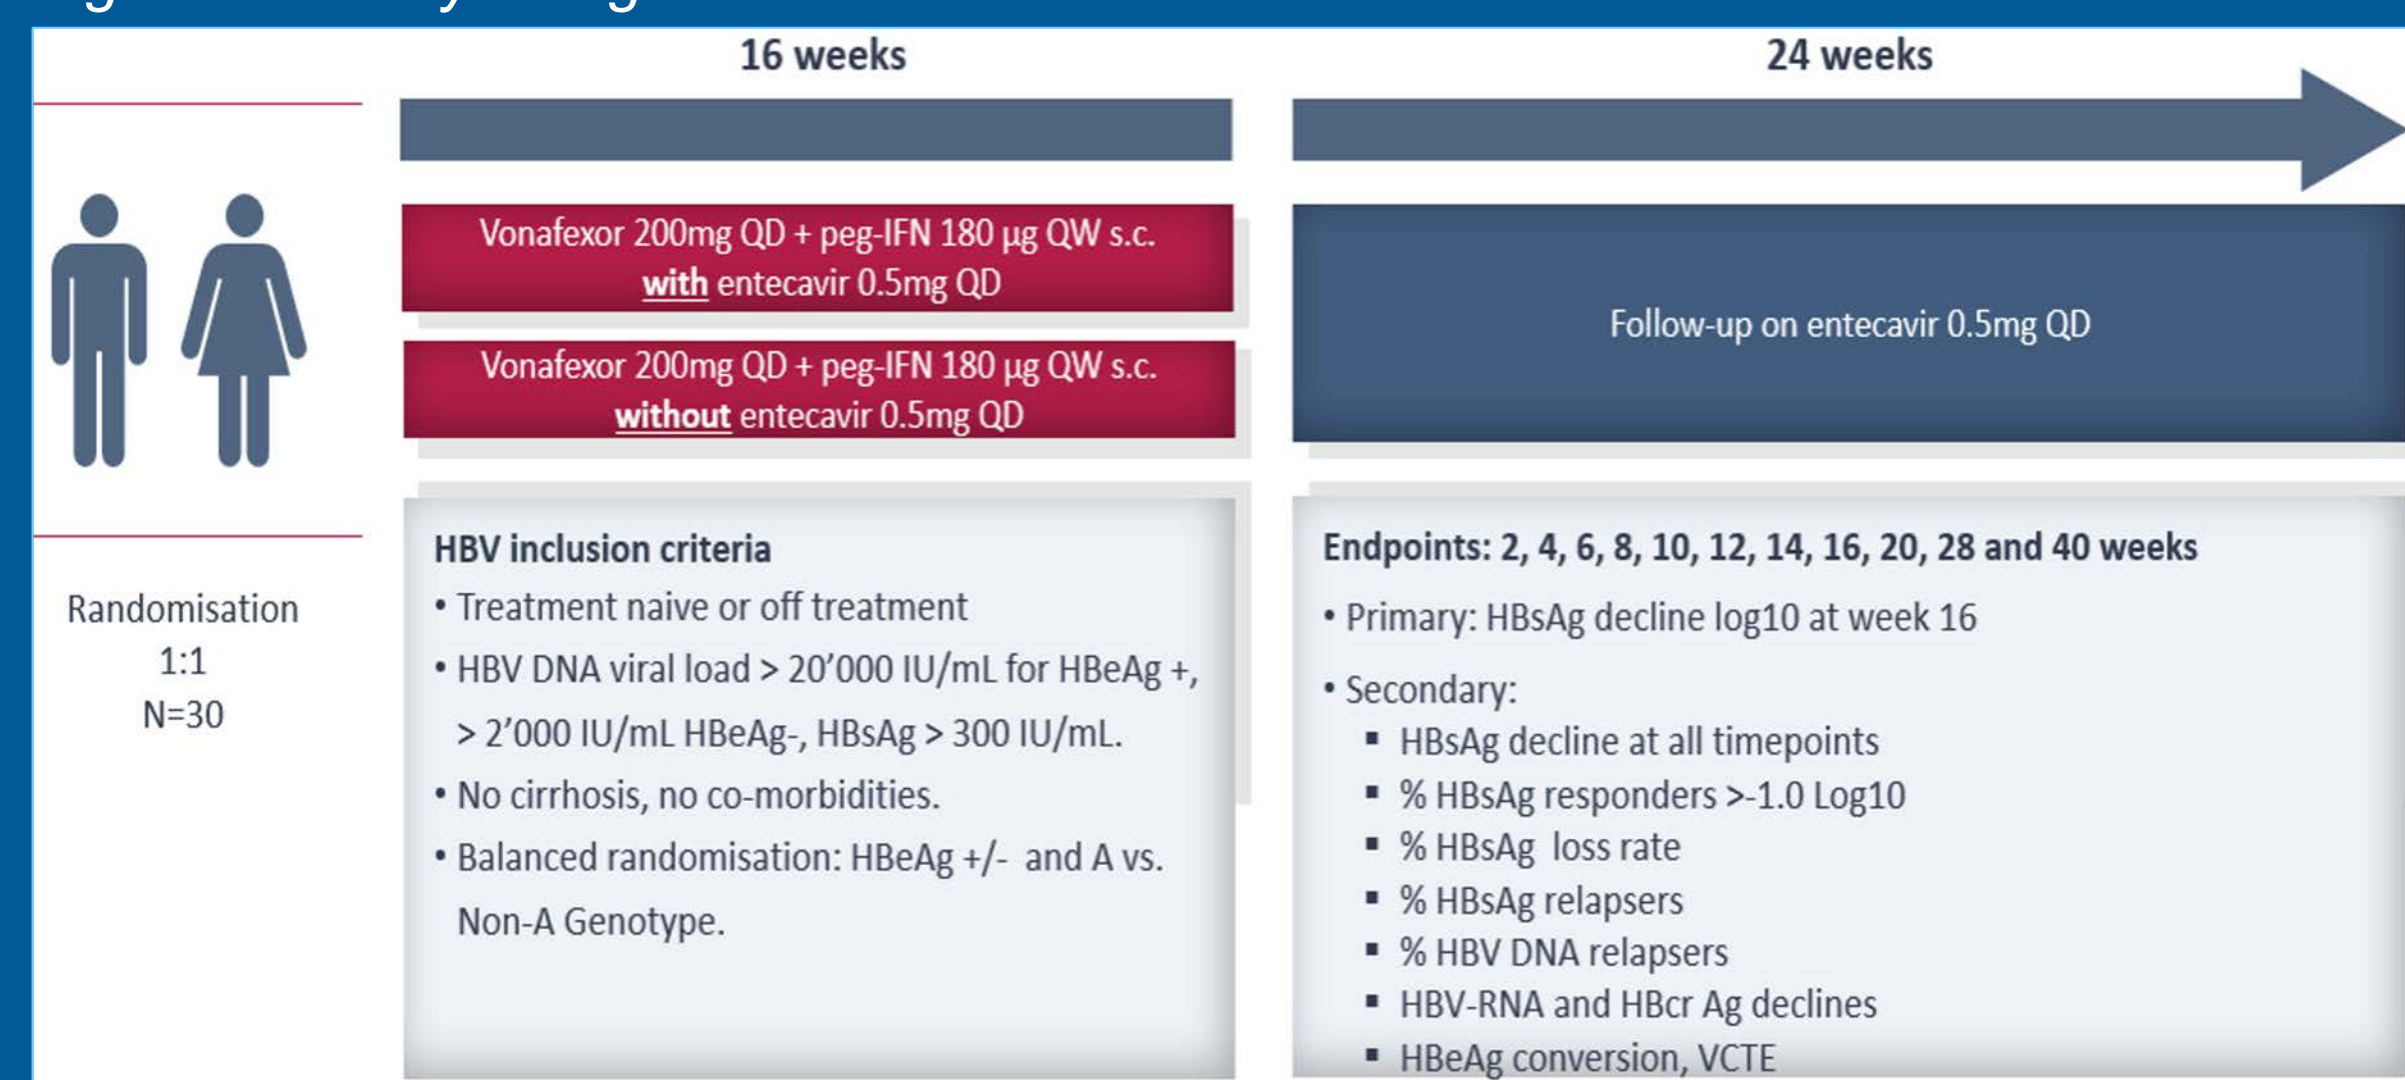 16 weeks
24 weeks
Vonafexor 200mg QD + peg-IFN 180 µg QW s.c.
with entecavir 0.5mg QD
Vonafexor 200mg QD + peg-IFN 180 µg QW s.c.
without entecavir 0.5mg QD
Follow-up on entecavir 0.5mg QD
Randomisation
1:1
N=30
HBV inclusion criteria
• Treatment naive or off treatment
• HBV DNA viral load > 20’000 IU/mL for HBeAg +,
> 2’000 IU/mL HBeAg-, HBsAg > 300 IU/mL.
• No cirrhosis, no co-morbidities.
• Balanced randomisation: HBeAg +/- and A vs.
Non-A Genotype.
Endpoints: 2, 4, 6, 8, 10, 12, 14, 16, 20, 28 and 40 weeks
• Primary: HBsAg decline log10 at week 16
• Secondary:
▪ HBsAg decline at all timepoints
▪ % HBsAg responders >-1.0 Log10
▪ % HBsAg loss rate
▪ % HBsAg relapsers
▪ % HBV DNA relapsers
▪ HBV-RNA and HBcr Ag declines
▪ HBeAg conversion, VCTE